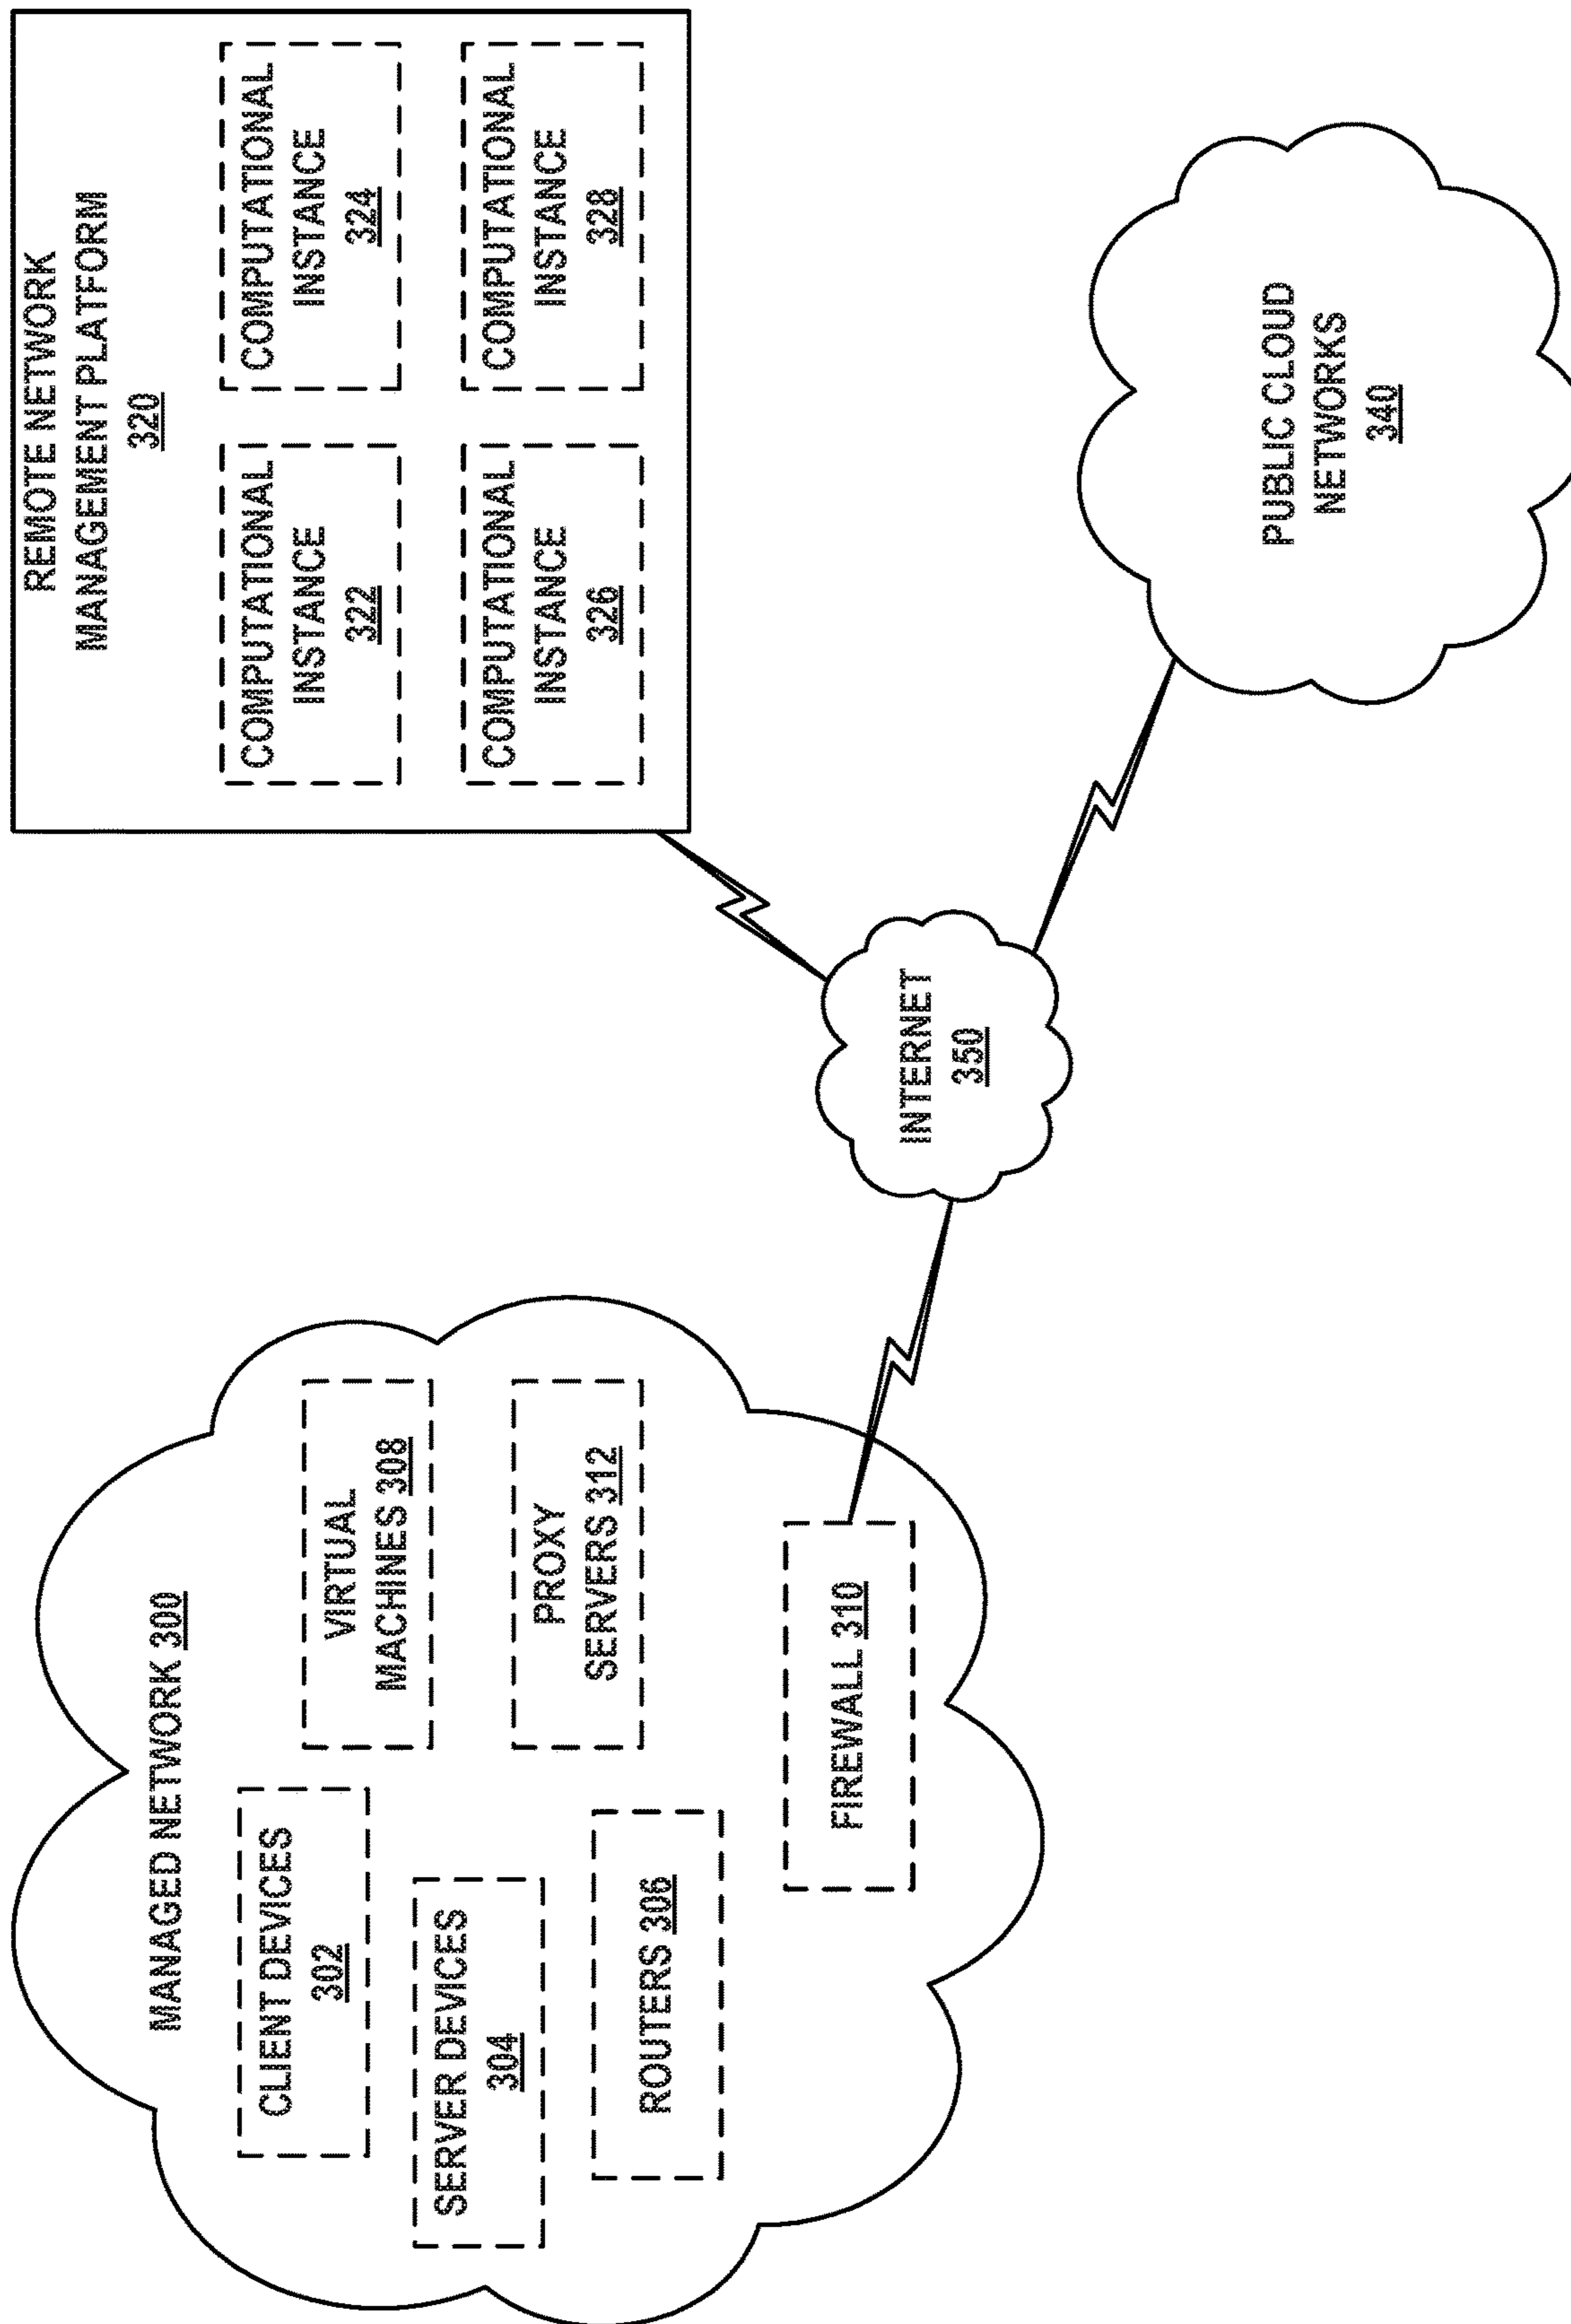 MANAGED NETWORK 300
CLIENT DEVICES
302
SERVER DEVICES
304
ROUTERS 306
VIRTUAL
MACHINES 308
PROXY
SERVERS 312
FIREWALL 310
INTERNET
350
REMOTE NETWORK
MANAGEMENT PLATFORM
320
COMPUTATIONAL
INSTANCE
322
COMPUTATIONAL
INSTANCE
324
COMPUTATIONAL
INSTANCE
326
COMPUTATIONAL
INSTANCE
328
PUBLIC CLOUD
NETWORKS
340